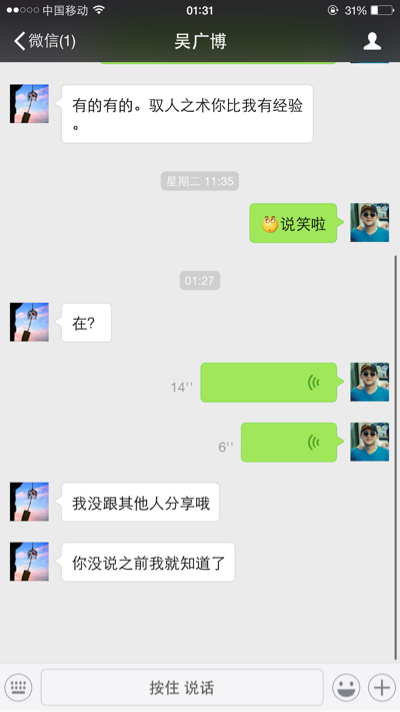 中国移动 01:31 31%
微信(1) 吴广博
有的有的。驭人之术你比我有经验
。
星期二 11:35
说笑啦
01:27
在?
14''
6''
我没跟其他人分享哦
你没说之前我就知道了
按住 说话